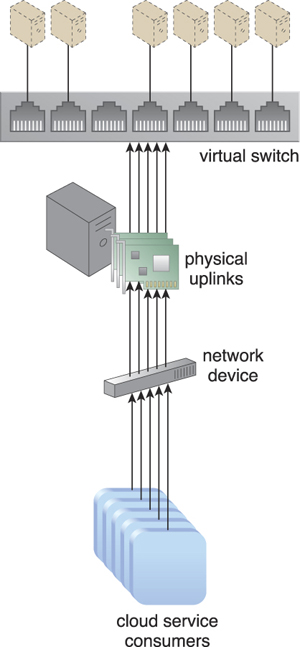 virtual switch
physical
uplinks
network
device
cloud service
consumers